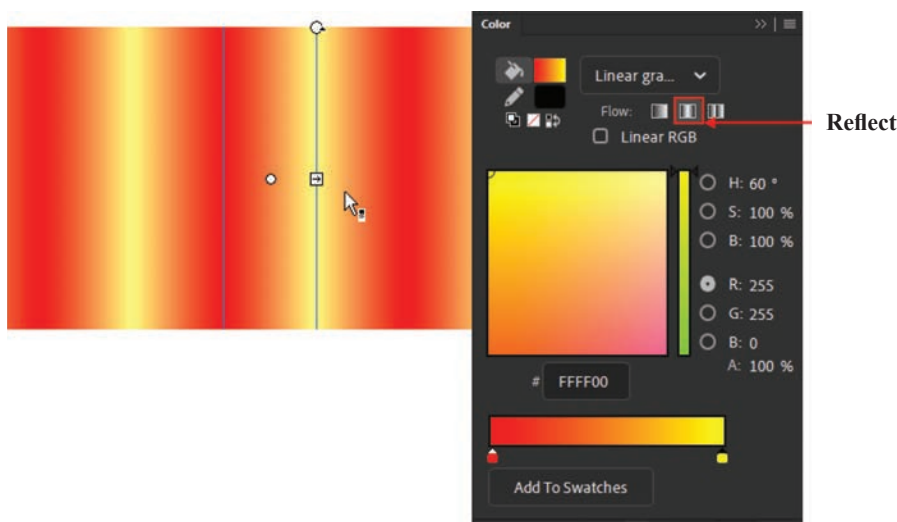 Color
Linear gra...
Flow:
Reflect
Linear RGB
H: 60 °
S: 100 %
B: 100 %
R: 255
G: 255
B: 0
A: 100 %
# FFFF00
Add To Swatches